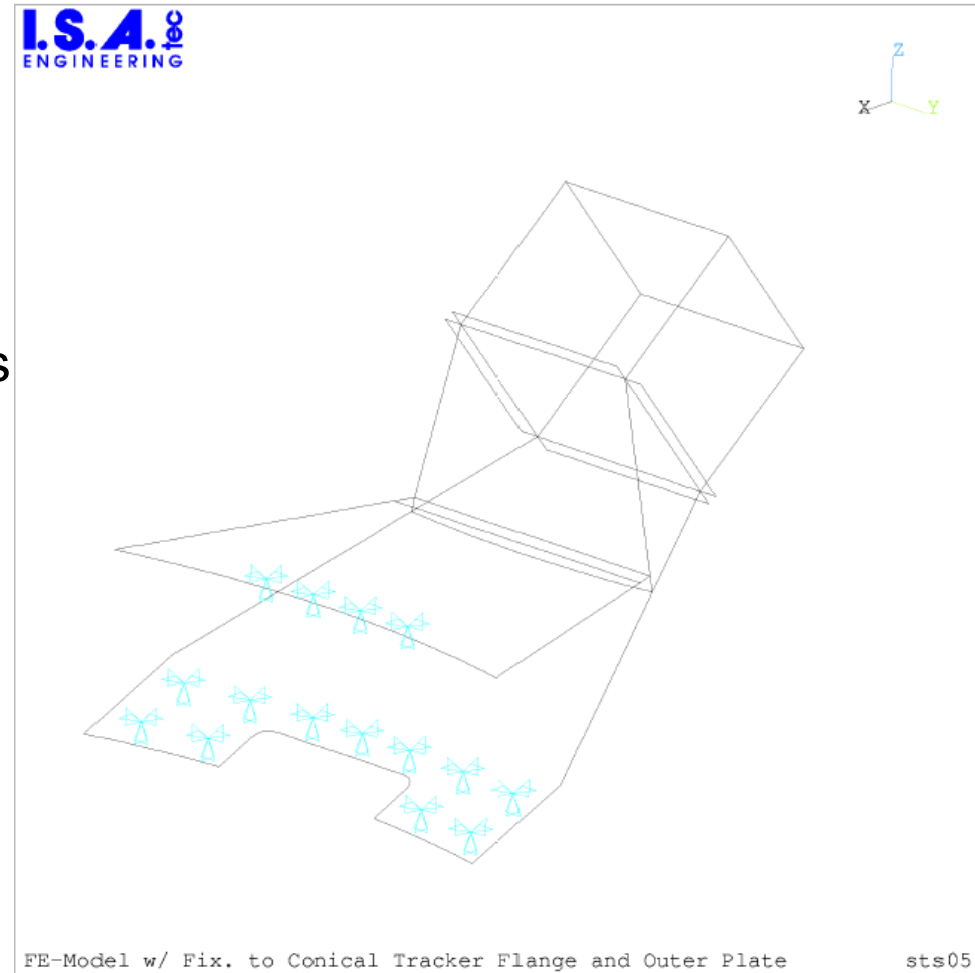 I.S.A. tec
ENGINEERING
Z
X
Y
s
FE-Model w/ Fix. to Conical Tracker Flange and Outer Plate sts05